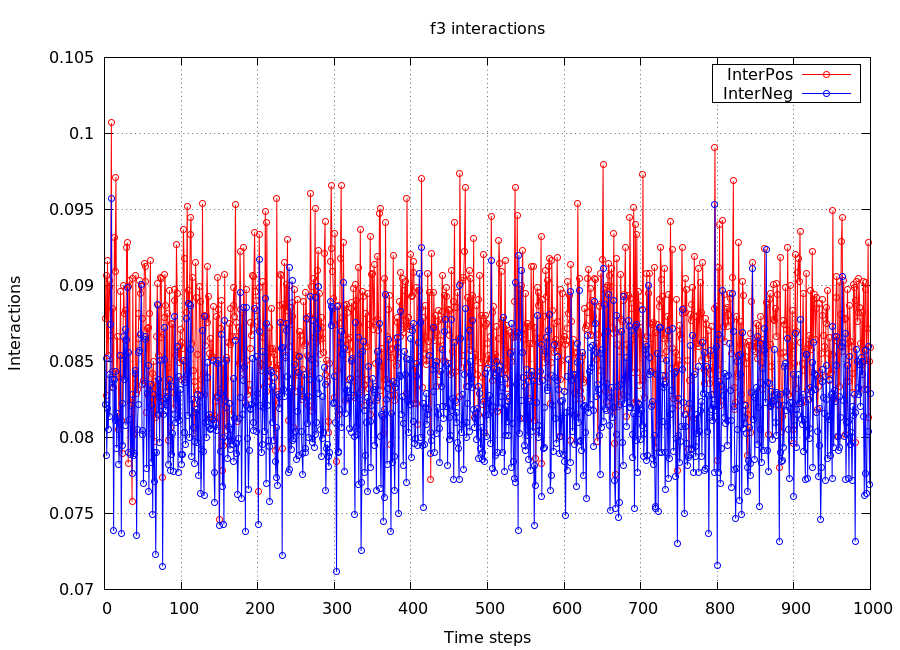 f3 interactions
0.105
0.1
0.095
0.09
0.085
0.08
0.075
0.07
Interactions
InterPos
InterNeg
0 100 200 300 400 500 600 700 800 900 1000
Time steps